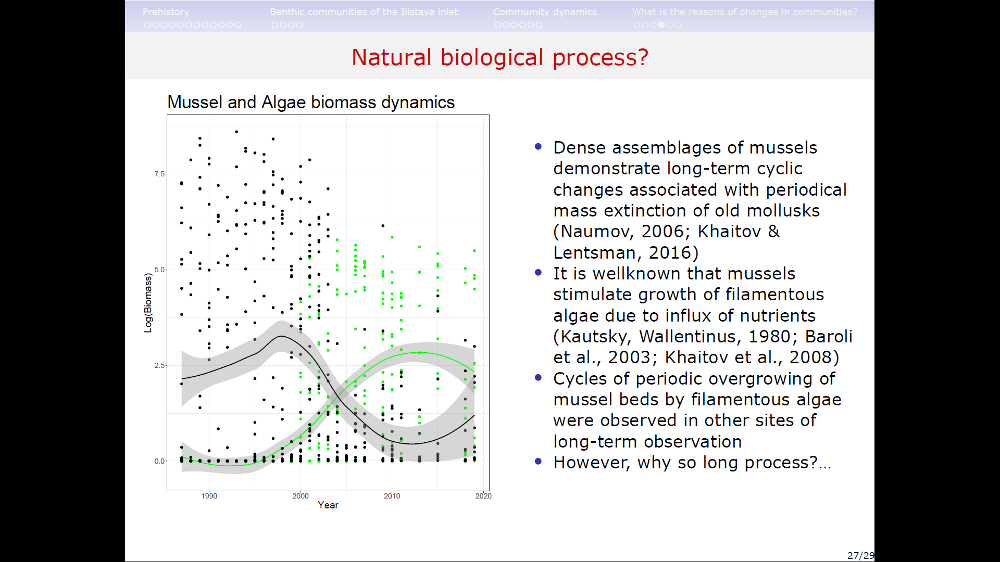 Prehistory
Benthic communities of the Ilistaya inlet
Commumity dynamics
What is the reasons of changes in communities?
Natural biological process?
Mussel and Algae biomass dynamics
7.5
5.0
2.5
0.0
Log(Biomass)
1990
2000
2010
2020
Year
Dense assemblages of mussels
demonstrate long-term cyclic
changes associated with periodical
mass extinction of old mollusks
(Naumov, 2006; Khaitov &
Lentsman, 2016)
It is wellknown that mussels
stimulate growth of filamentous
algae due to influx of nutrients
(Kautsky, Wallentinus, 1980; Baroli
et al., 2003; Khaitov et al., 2008)
Cycles of periodic overgrowing of
mussel beds by filamentous algae
were observed in other sites of
long-term observation
However, why so long process?...
27/29